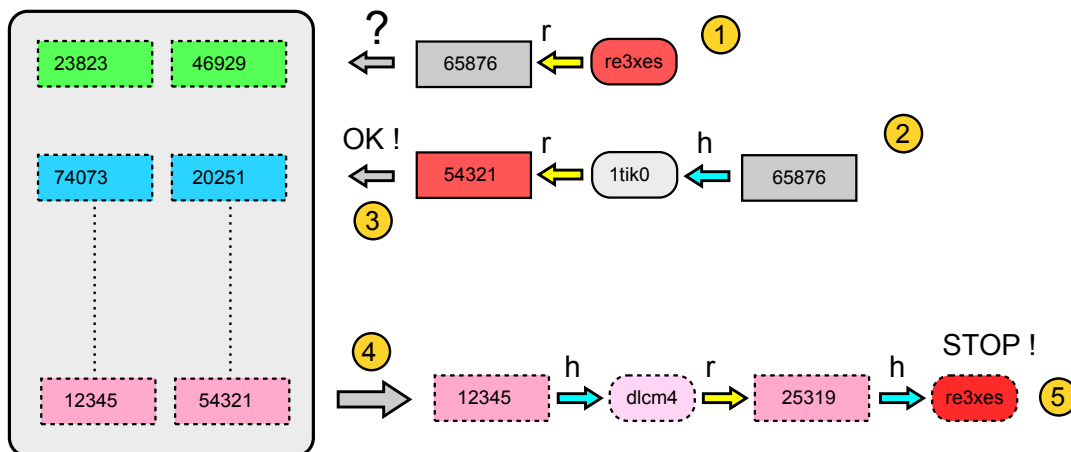 23823 46929
? 65876 r re3xes 1
74073 20251
OK ! 54321 r 1tik0 h 65876 2
3
12345 54321
4 12345 h dlcm4 r 25319 h re3xes STOP ! 5